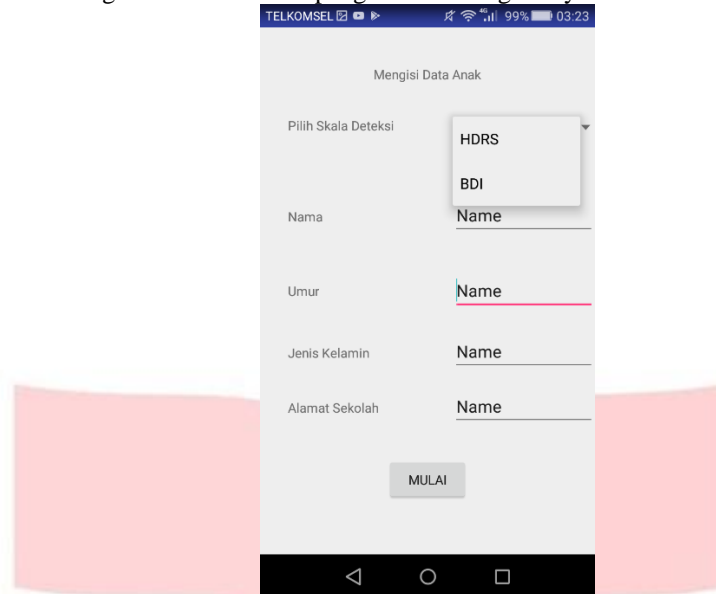 TELKOMSEL 4G 99% 03:23
Mengisi Data Anak
Pilih Skala Deteksi
HDRS
BDI
Nama Name
Umur Name
Jenis Kelamin Name
Alamat Sekolah Name
MULAI